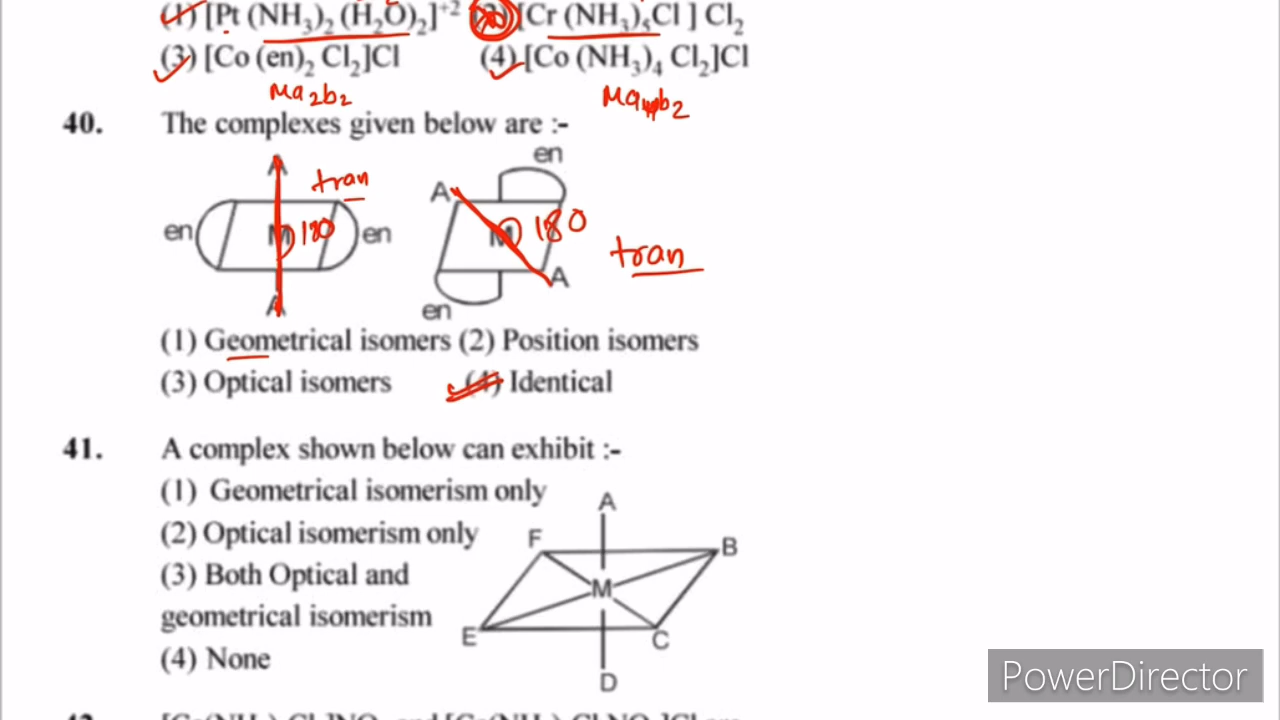 (1) [Pt (NH₃)₂ (H₂O)₂]⁺² [Cr (NH₃)₅Cl ] Cl₂
(3) [Co (en)₂ Cl₂]Cl (4) [Co (NH₃)₄ Cl₂]Cl
Ma₂b₂ Ma₄b₂
40. The complexes given below are :-
A tran en
A
en M 180 en M 180
tran
A A
en
(1) Geometrical isomers (2) Position isomers
(3) Optical isomers (4) Identical
41. A complex shown below can exhibit :-
(1) Geometrical isomerism only
A
(2) Optical isomerism only
F B
(3) Both Optical and
M
geometrical isomerism
E C
(4) None
D
PowerDirector